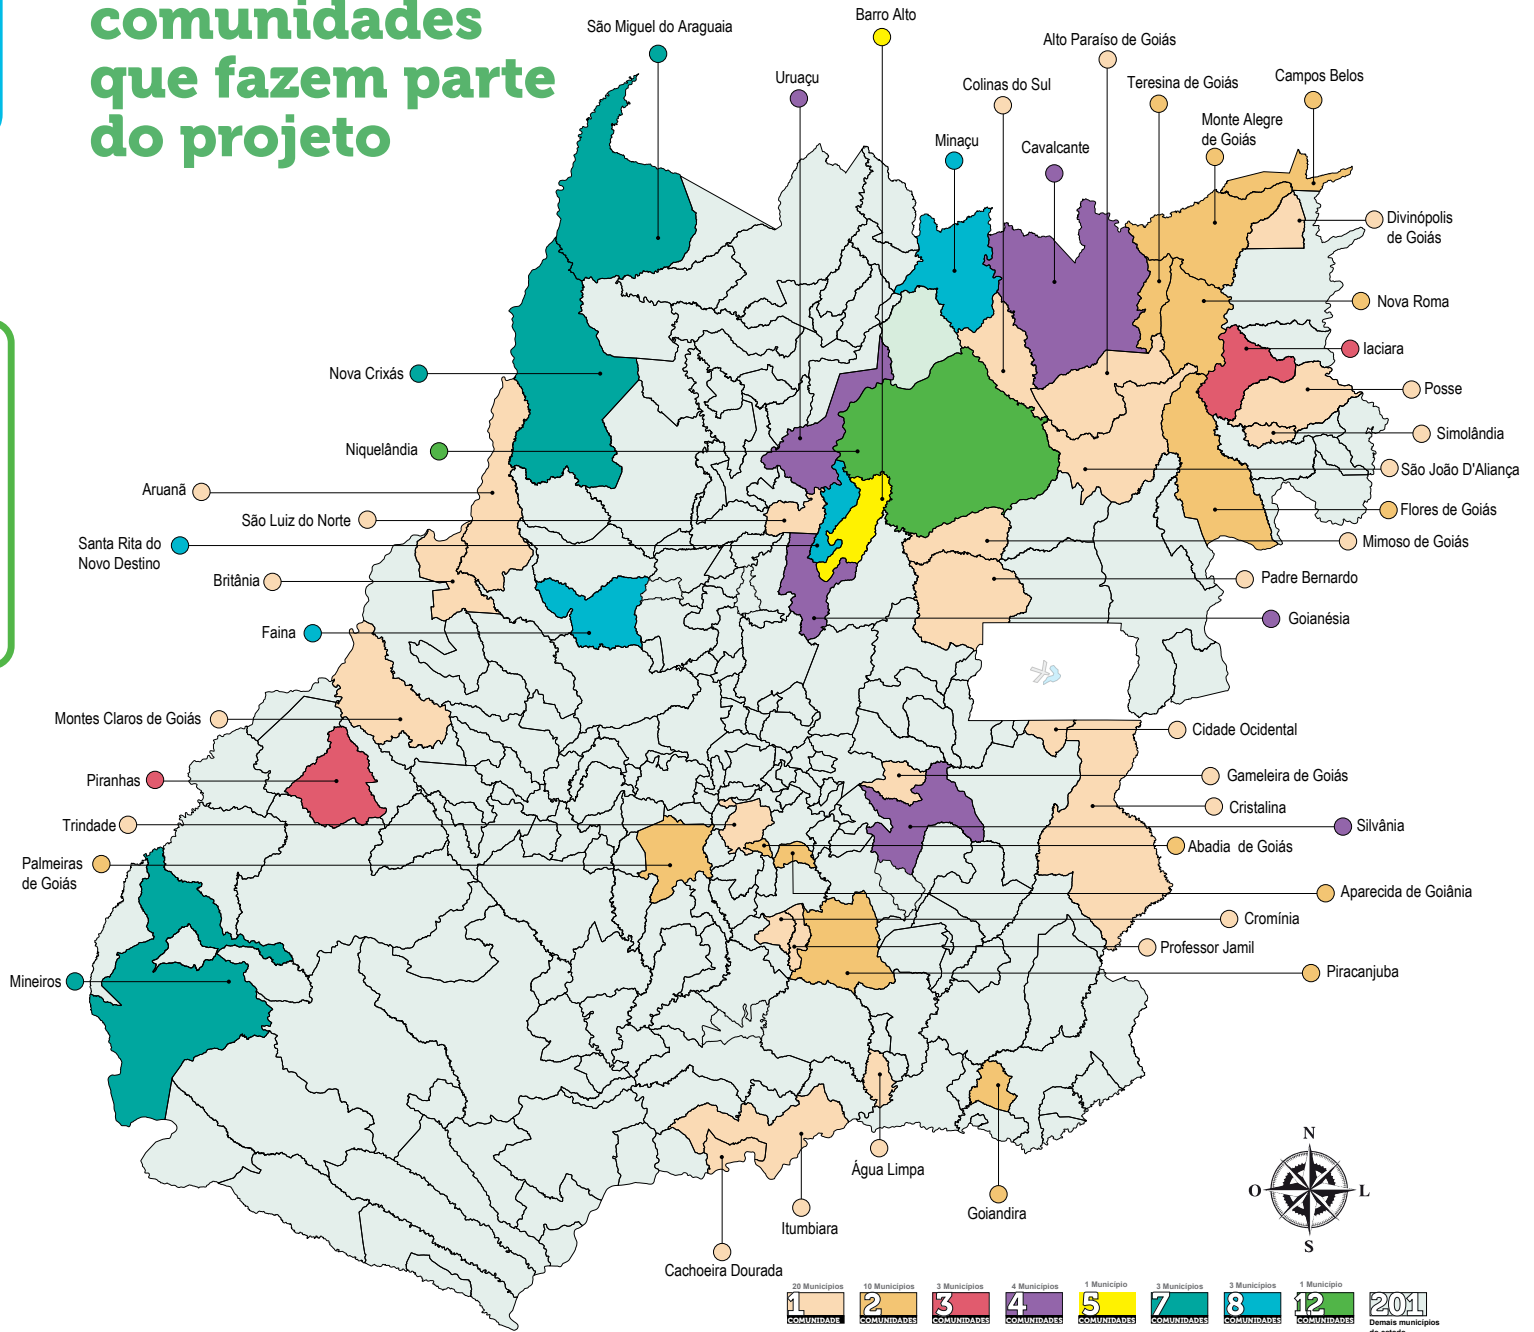 comunidades
que fazem parte
do projeto
São Miguel do Araguaia
Barro Alto
Uruaçu
Alto Paraíso de Goiás
Colinas do Sul
Teresina de Goiás
Campos Belos
Minaçu
Cavalcante
Monte Alegre
de Goiás
Divinópolis
de Goiás
Nova Roma
Iaciara
Nova Crixás
Posse
Simolândia
Niquelândia
São João D'Aliança
Aruanã
Flores de Goiás
São Luiz do Norte
Mimoso de Goiás
Santa Rita do
Novo Destino
Padre Bernardo
Britânia
Goianésia
Faina
Montes Claros de Goiás
Cidade Ocidental
Piranhas
Gameleira de Goiás
Cristalina
Trindade
Silvânia
Abadia de Goiás
Palmeiras
de Goiás
Aparecida de Goiânia
Cromínia
Professor Jamil
Mineiros
Piracanjuba
Água Limpa
Goiandira
Itumbiara
Cachoeira Dourada
N
O
L
S
20 Municípios
1
COMUNIDADE
10 Municípios
2
COMUNIDADES
3 Municípios
3
COMUNIDADES
4 Municípios
4
COMUNIDADES
1 Município
5
COMUNIDADES
3 Municípios
7
COMUNIDADES
3 Municípios
8
COMUNIDADES
1 Município
12
COMUNIDADES
201
Demais municípios
do estado